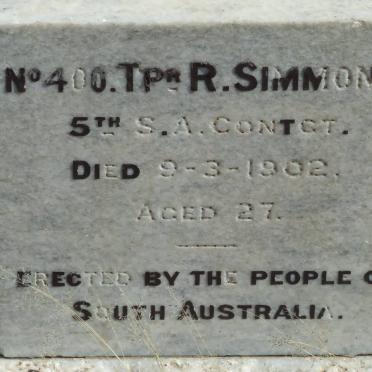 No 400. TPR R. SIMMON
5TH S.A. CONTGT.
DIED 9-3-1902.
AGED 27.
ERECTED BY THE PEOPLE O
SOUTH AUSTRALIA.